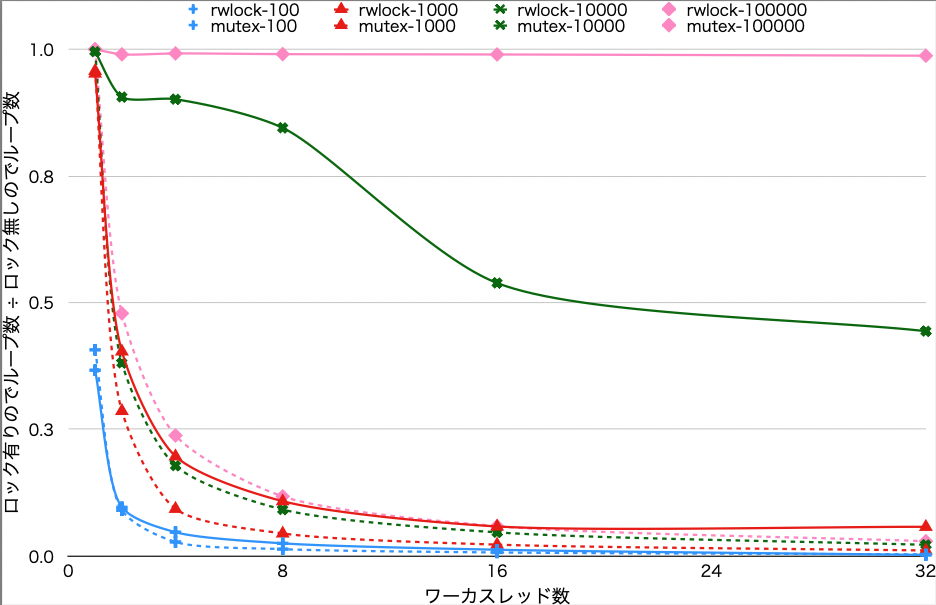 rwlock-100 rwlock-1000 rwlock-10000 rwlock-100000
mutex-100 mutex-1000 mutex-10000 mutex-100000
ロック有りのでループ数 ÷ ロック無しのでループ数
1.0
0.8
0.5
0.3
0.0
0 8 16 24 32
ワーカスレッド数